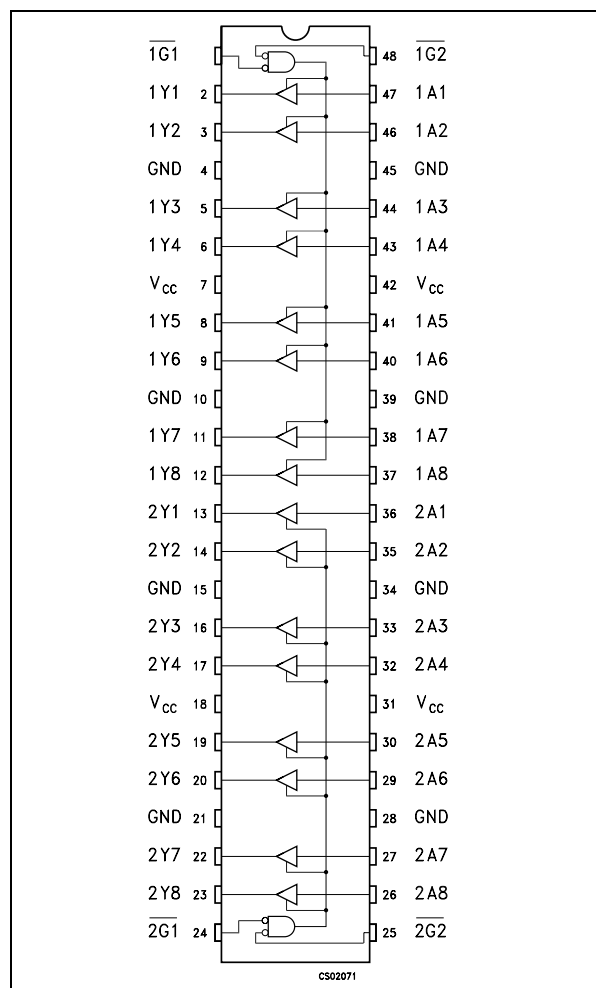 1G1 48 1G2
1Y1 2 47 1A1
1Y2 3 46 1A2
GND 4 45 GND
1Y3 5 44 1A3
1Y4 6 43 1A4
VCC 7 42 VCC
1Y5 8 41 1A5
1Y6 9 40 1A6
GND 10 39 GND
1Y7 11 38 1A7
1Y8 12 37 1A8
2Y1 13 36 2A1
2Y2 14 35 2A2
GND 15 34 GND
2Y3 16 33 2A3
2Y4 17 32 2A4
VCC 18 31 VCC
2Y5 19 30 2A5
2Y6 20 29 2A6
GND 21 28 GND
2Y7 22 27 2A7
2Y8 23 26 2A8
2G1 24 25 2G2
CS02071